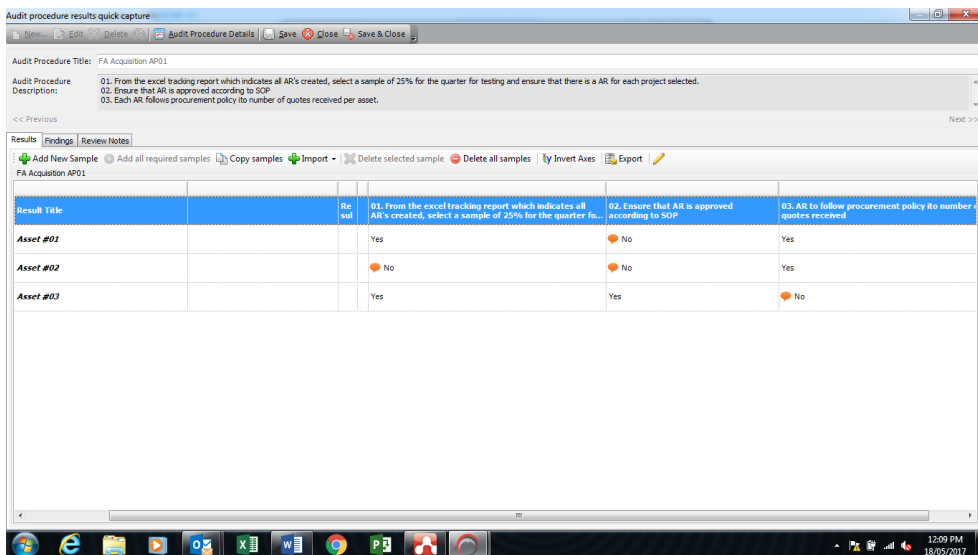 Audit procedure results quick capture
New... Edit Delete Audit Procedure Details Save Close Save & Close
Audit Procedure Title: FA Acquisition AP01
Audit Procedure Description: 01. From the excel tracking report which indicates all AR's created, select a sample of 25% for the quarter for testing and ensure that there is a AR for each project selected.
02. Ensure that AR is approved according to SOP
03. Each AR follows procurement policy ito number of quotes received per asset.
<< Previous Next >>
Results Findings Review Notes
Add New Sample Add all required samples Copy samples Import Delete selected sample Delete all samples Invert Axes Export
FA Acquisition AP01
Result Title Re sul 01. From the excel tracking report which indicates all AR's created, select a sample of 25% for the quarter fo... 02. Ensure that AR is approved according to SOP 03. AR to follow procurement policy ito number quotes received
Asset #01 Yes No Yes
Asset #02 No No Yes
Asset #03 Yes Yes No
12:09 PM
18/05/2017